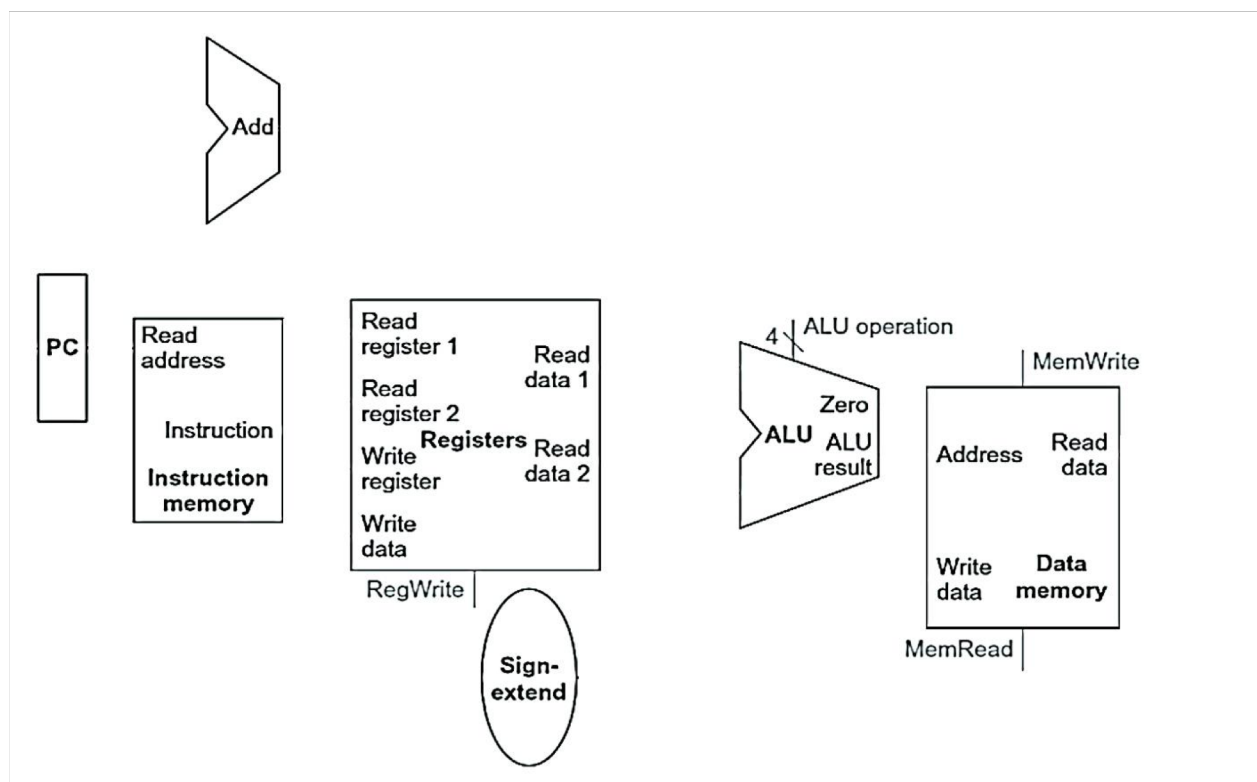 Add
PC
Read
address
Instruction
Instruction
memory
Read
register 1
Read
register 2
Write
register
Write
data
Registers
Read
data 1
Read
data 2
RegWrite
Sign-
extend
4
ALU operation
Zero
ALU
ALU
result
MemWrite
Address
Read
data
Write
data
Data
memory
MemRead